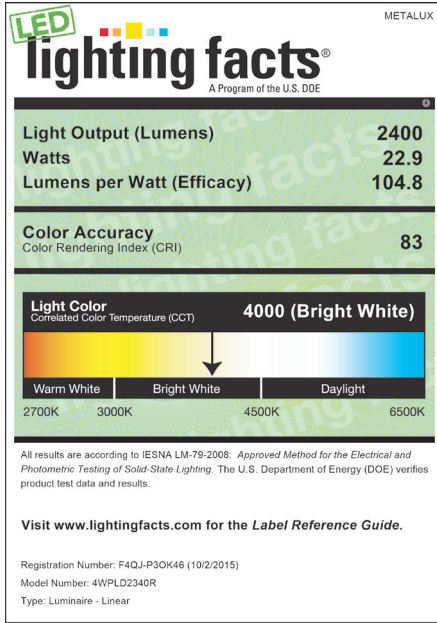 METALUX
LED
lighting facts®
A Program of the U.S. DOE
Light Output (Lumens) 2400
Watts 22.9
Lumens per Watt (Efficacy) 104.8
Color Accuracy
Color Rendering Index (CRI) 83
Light Color
Correlated Color Temperature (CCT) 4000 (Bright White)
Warm White Bright White Daylight
2700K 3000K 4500K 6500K
All results are according to IESNA LM-79-2008: Approved Method for the Electrical and
Photometric Testing of Solid-State Lighting. The U.S. Department of Energy (DOE) verifies
product test data and results.
Visit www.lightingfacts.com for the Label Reference Guide.
Registration Number: F4QJ-P3OK46 (10/2/2015)
Model Number: 4WPLD2340R
Type: Luminaire - Linear